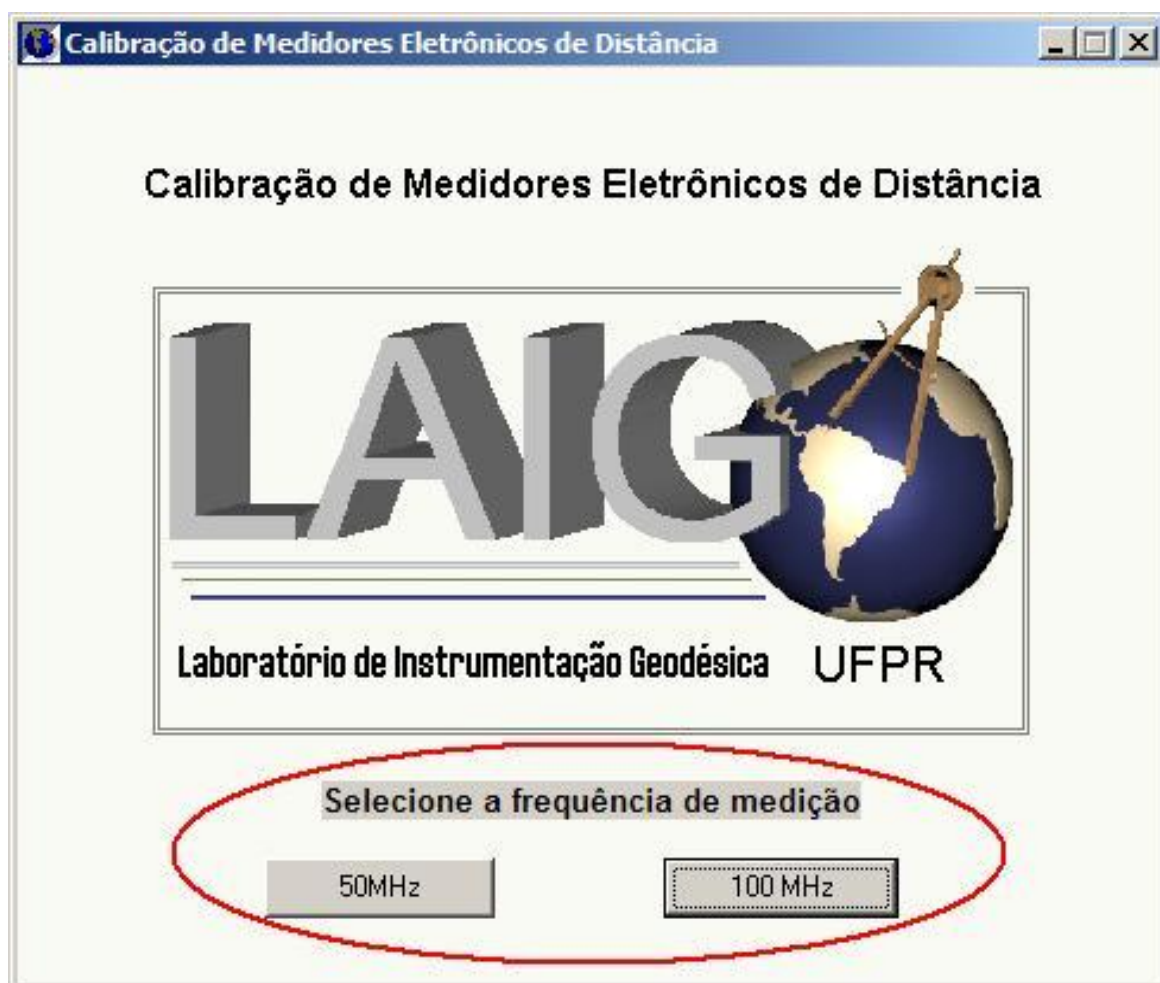 Calibração de Medidores Eletrônicos de Distância
Calibração de Medidores Eletrônicos de Distância
LAIG
Laboratório de Instrumentação Geodésica UFPR
Selecione a frequência de medição
50MHz 100 MHz